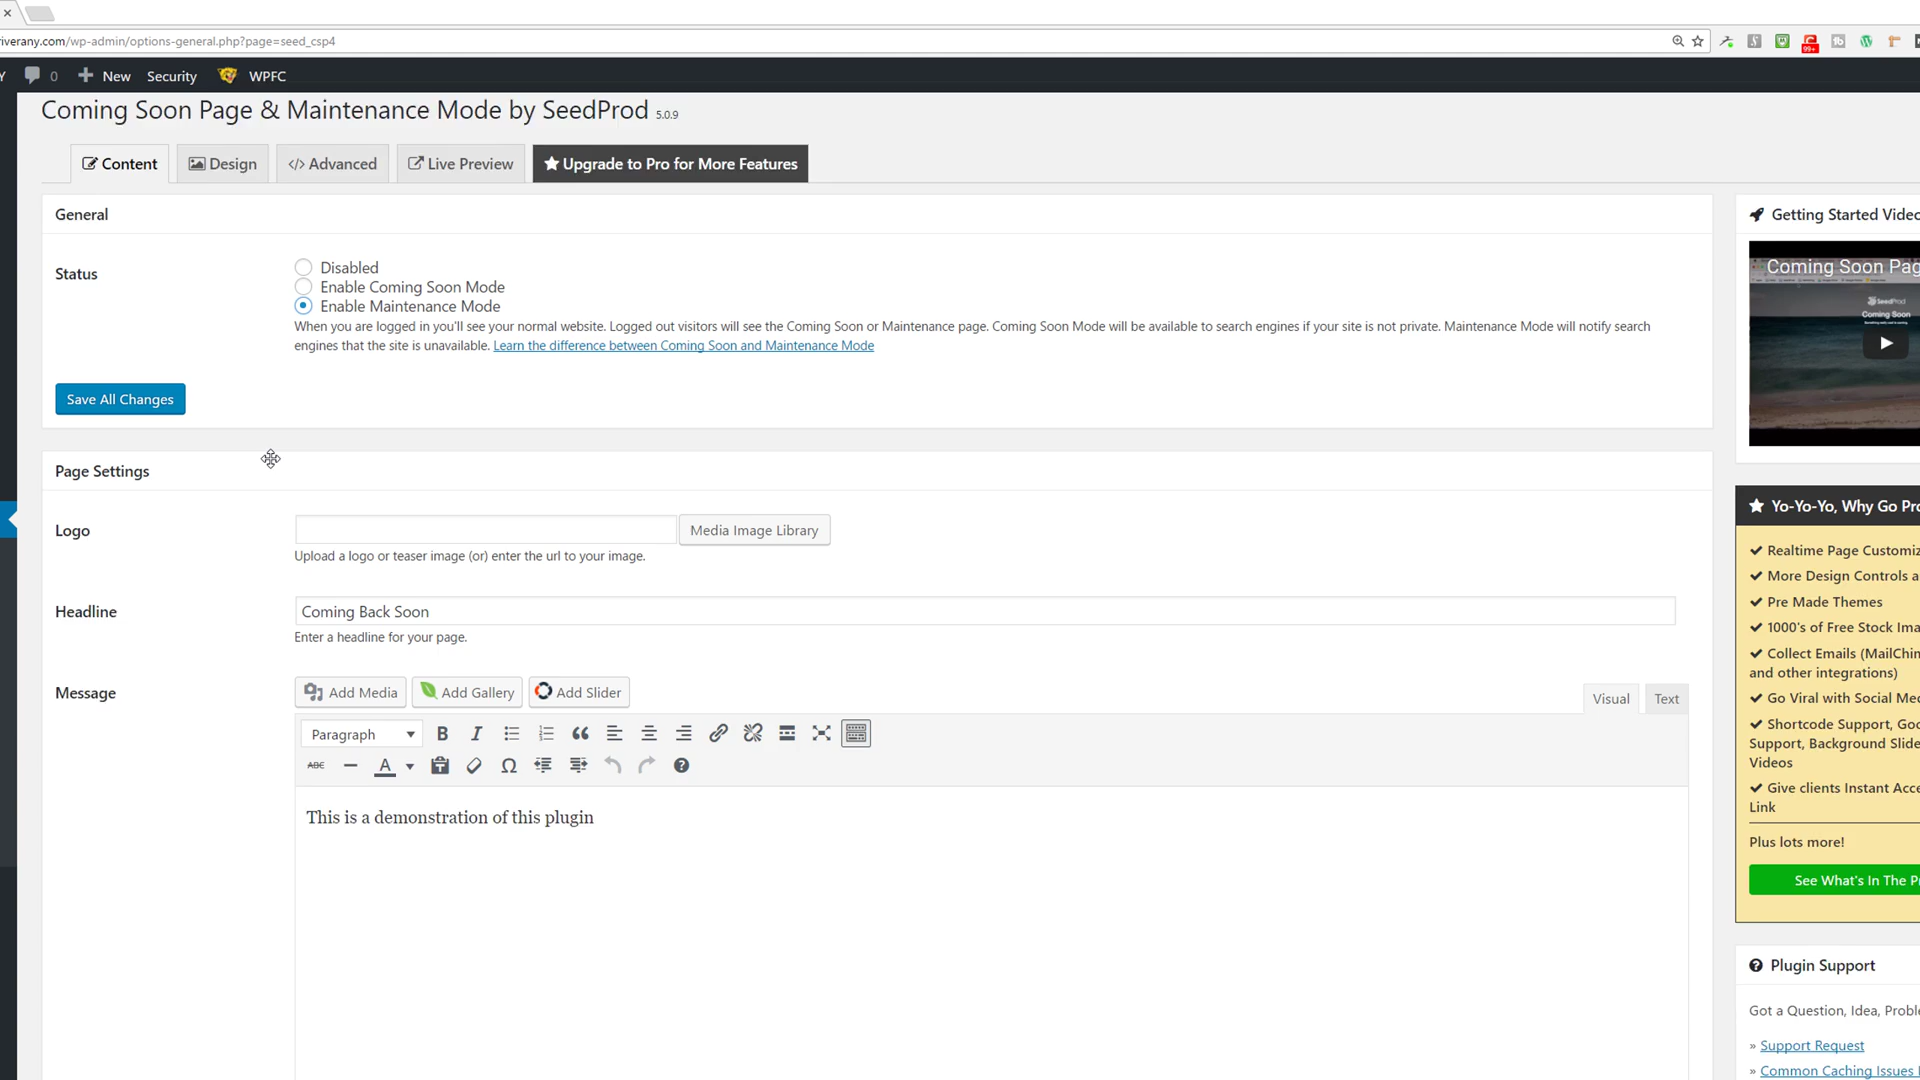 riverany.com/wp-admin/options-general.php?page=seed_csp4
99+
Y 0 New Security WPFC
Coming Soon Page & Maintenance Mode by SeedProd 5.0.9
Content Design Advanced Live Preview Upgrade to Pro for More Features
General
Status
Disabled
Enable Coming Soon Mode
Enable Maintenance Mode
When you are logged in you'll see your normal website. Logged out visitors will see the Coming Soon or Maintenance page. Coming Soon Mode will be available to search engines if your site is not private. Maintenance Mode will notify search
engines that the site is unavailable. Learn the difference between Coming Soon and Maintenance Mode
Save All Changes
Page Settings
Logo
Media Image Library
Upload a logo or teaser image (or) enter the url to your image.
Headline
Coming Back Soon
Enter a headline for your page.
Message
Add Media Add Gallery Add Slider
Visual Text
Paragraph B I
ABC A Ω
This is a demonstration of this plugin
Getting Started Video
Coming Soon Pag
SeedProd
Coming Soon
Yo-Yo-Yo, Why Go Pro
Realtime Page Customiz
More Design Controls a
Pre Made Themes
1000's of Free Stock Ima
Collect Emails (MailChim
and other integrations)
Go Viral with Social Med
Shortcode Support, Goo
Support, Background Slide
Videos
Give clients Instant Acce
Link
Plus lots more!
See What's In The Pr
Plugin Support
Got a Question, Idea, Proble
» Support Request
» Common Caching Issues